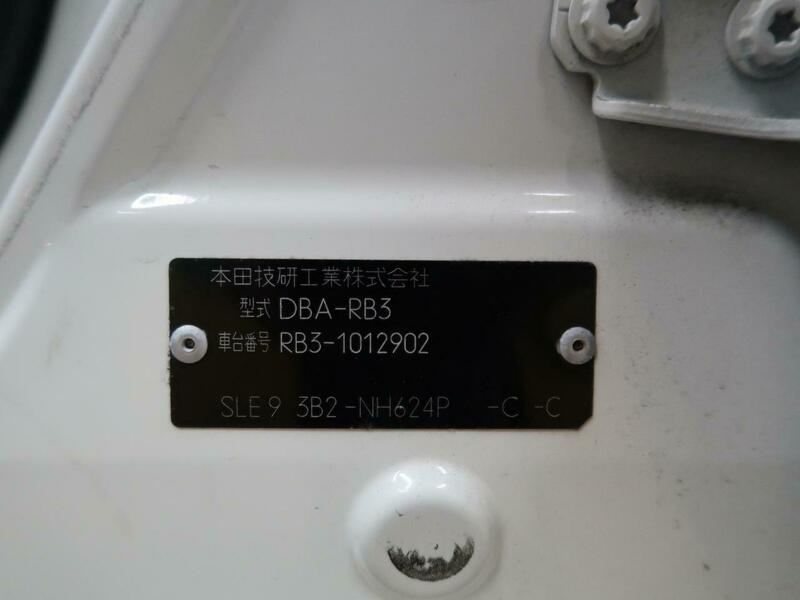 本田技研工業株式会社
型式 DBA-RB3
車台番号 RB3-1012902
SLE9 3B2-NH624P -C -C